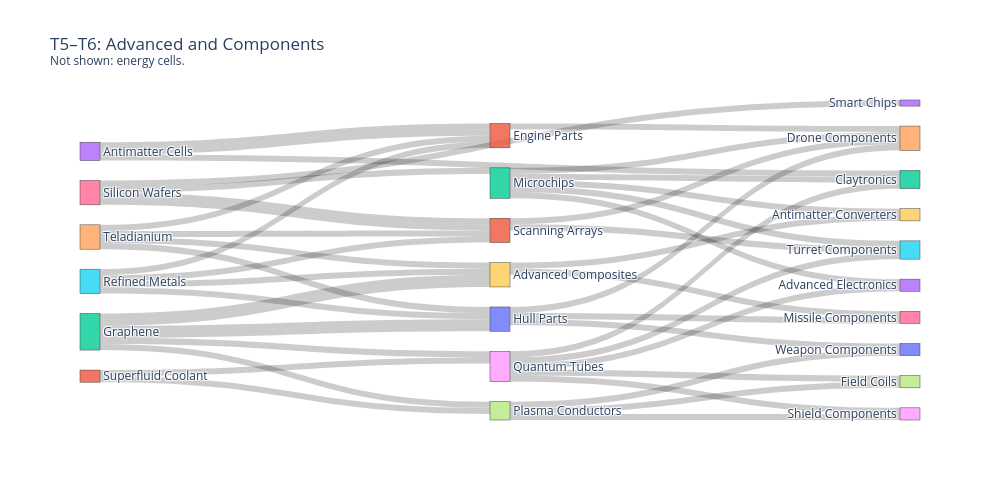 T5–T6: Advanced and Components
Not shown: energy cells.
Antimatter Cells
Silicon Wafers
Teladianium
Refined Metals
Graphene
Superfluid Coolant
Engine Parts
Microchips
Scanning Arrays
Advanced Composites
Hull Parts
Quantum Tubes
Plasma Conductors
Smart Chips
Drone Components
Claytronics
Antimatter Converters
Turret Components
Advanced Electronics
Missile Components
Weapon Components
Field Coils
Shield Components